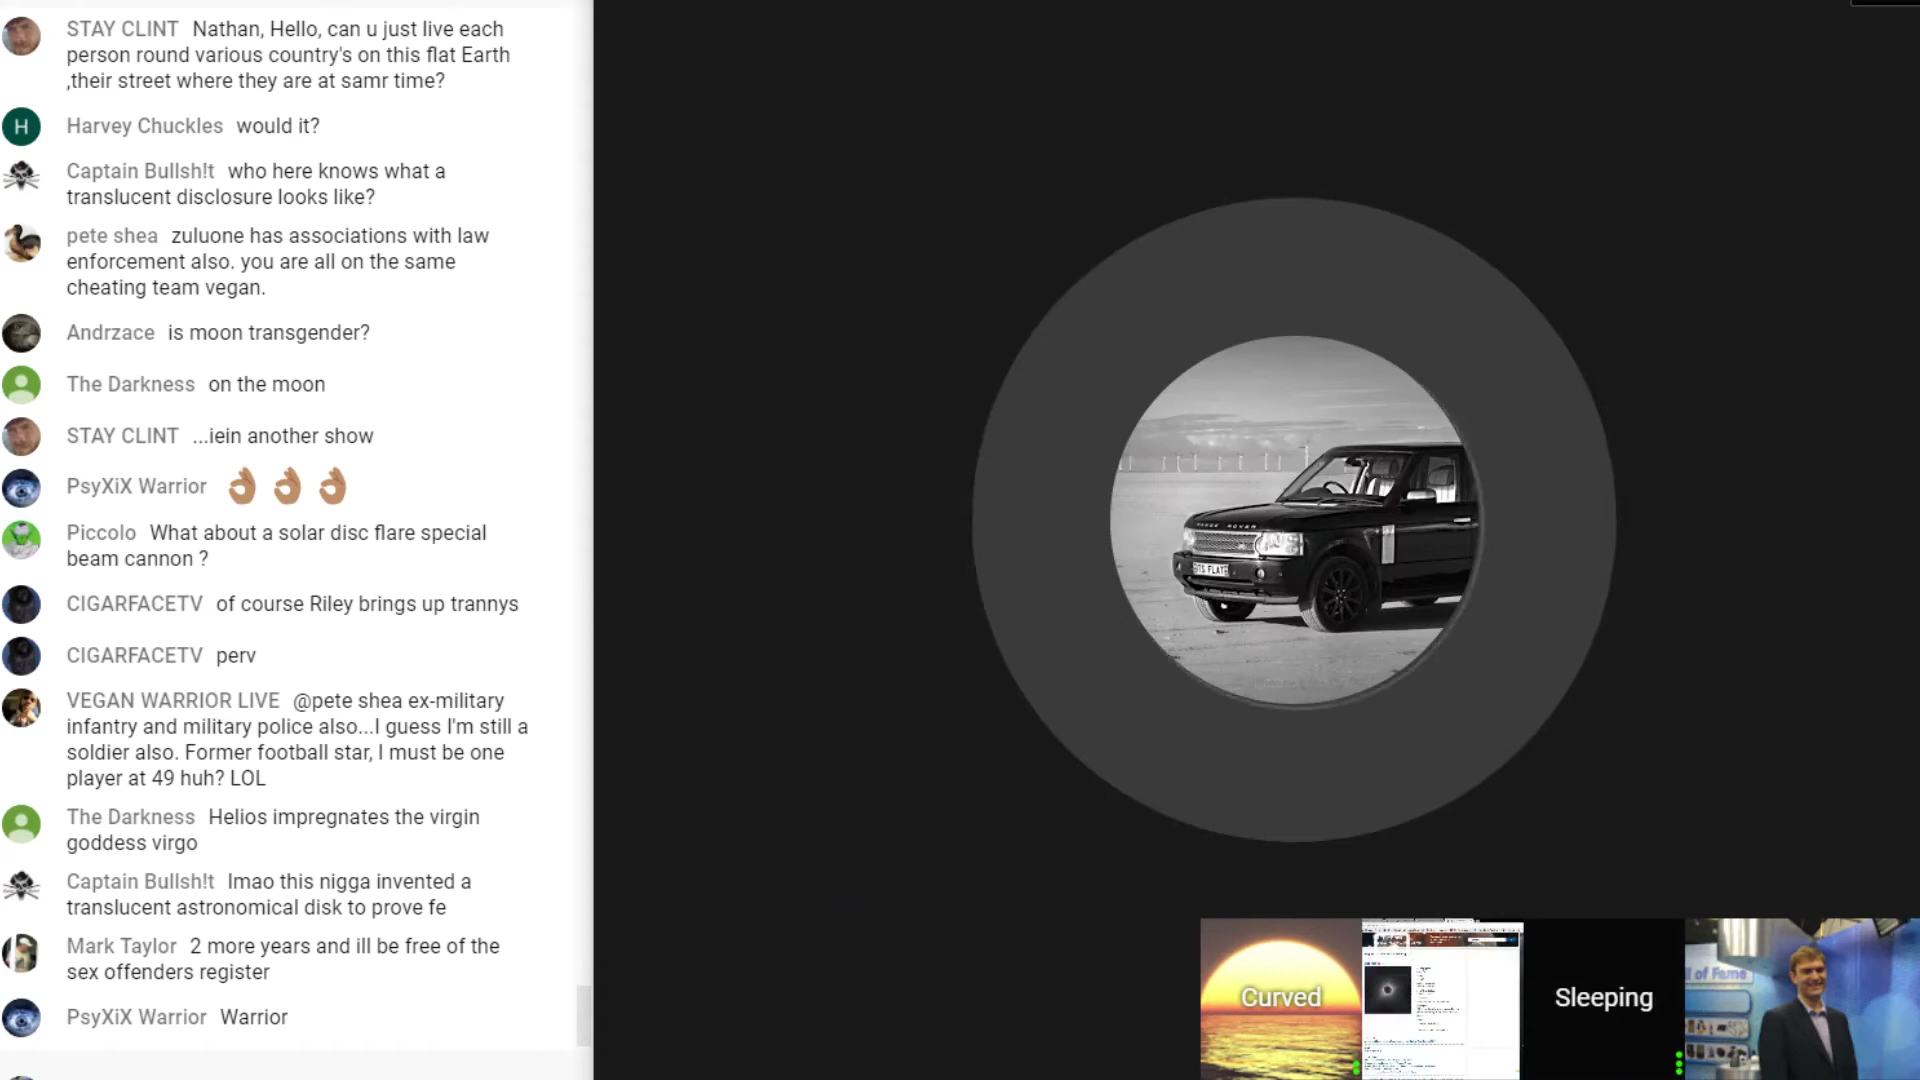 STAY CLINT Nathan, Hello, can u just live each
person round various country's on this flat Earth
,their street where they are at samr time?
H
Harvey Chuckles would it?
Captain Bullsh!t who here knows what a
translucent disclosure looks like?
pete shea zuluone has associations with law
enforcement also. you are all on the same
cheating team vegan.
Andrzace is moon transgender?
The Darkness on the moon
STAY CLINT ...iein another show
PsyXiX Warrior 👌🏽 👌🏽 👌🏽
Piccolo What about a solar disc flare special
beam cannon ?
CIGARFACETV of course Riley brings up trannys
CIGARFACETV perv
VEGAN WARRIOR LIVE @pete shea ex-military
infantry and military police also...I guess I'm still a
soldier also. Former football star, I must be one
player at 49 huh? LOL
The Darkness Helios impregnates the virgin
goddess virgo
Captain Bullsh!t lmao this nigga invented a
translucent astronomical disk to prove fe
Mark Taylor 2 more years and ill be free of the
sex offenders register
PsyXiX Warrior Warrior
RANGE ROVER
ITS FLAT
Curved
Sleeping
of Fame